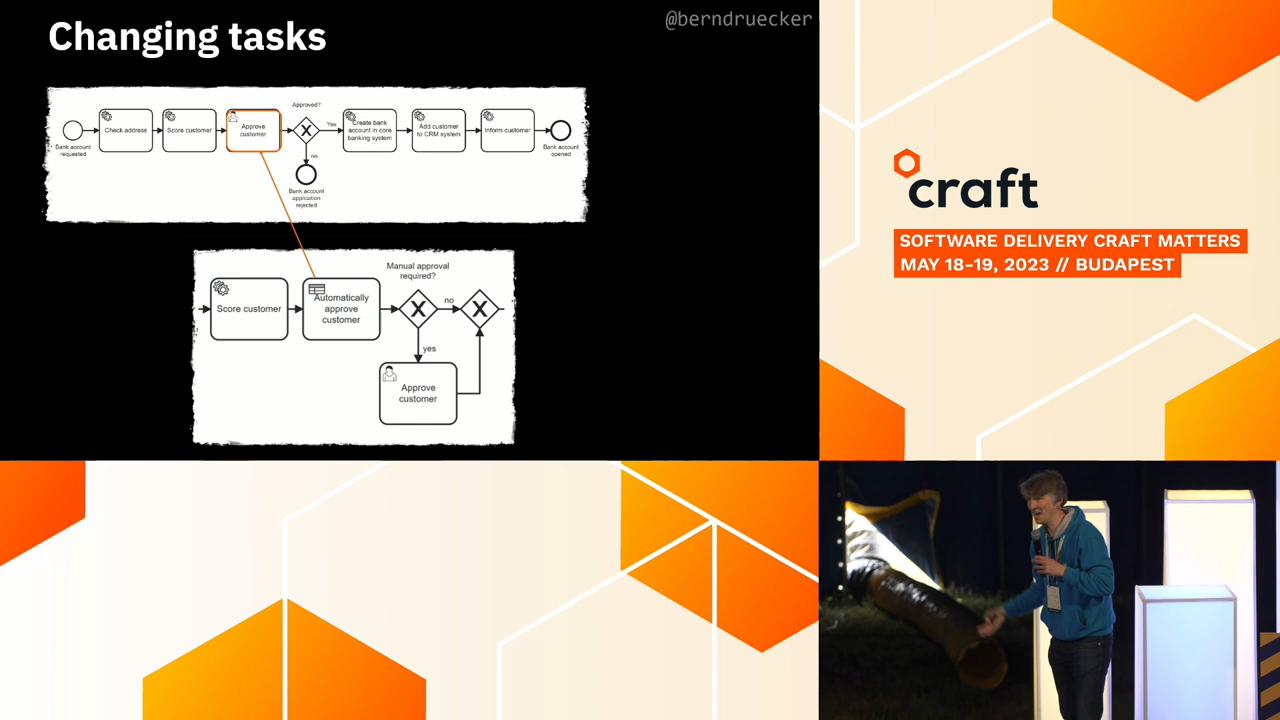 Changing tasks
@berndruecker
Approved?
Check address
Score customer
Approve
customer
Yes
Create bank
account in core
banking system
Add customer
to CRM system
Inform customer
Bank account
requested
no
Bank account
opened
Bank account
application
rejected
Manual approval
required?
Score customer
Automatically
approve
customer
no
yes
Approve
customer
craft
SOFTWARE DELIVERY CRAFT MATTERS
MAY 18-19, 2023 // BUDAPEST